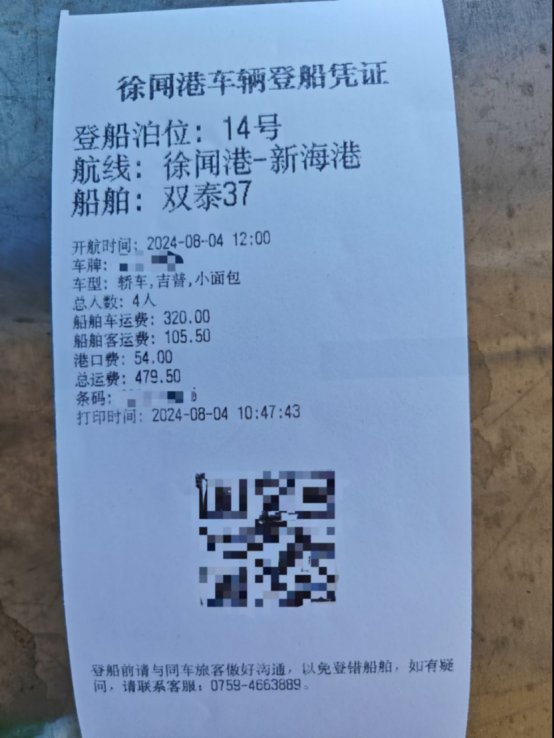 徐闻港车辆登船凭证
登船泊位: 14号
航线: 徐闻港-新海港
船舶: 双泰37
开航时间: 2024-08-04 12:00
车牌:
车型: 轿车,吉普,小面包
总人数: 4人
船舶车运费: 320.00
船舶客运费: 105.50
港口费: 54.00
总运费: 479.50
条码:
打印时间: 2024-08-04 10:47:43
登船前请与同车旅客做好沟通，以免登错船舶，如有疑
问，请联系客服: 0759-4663889。